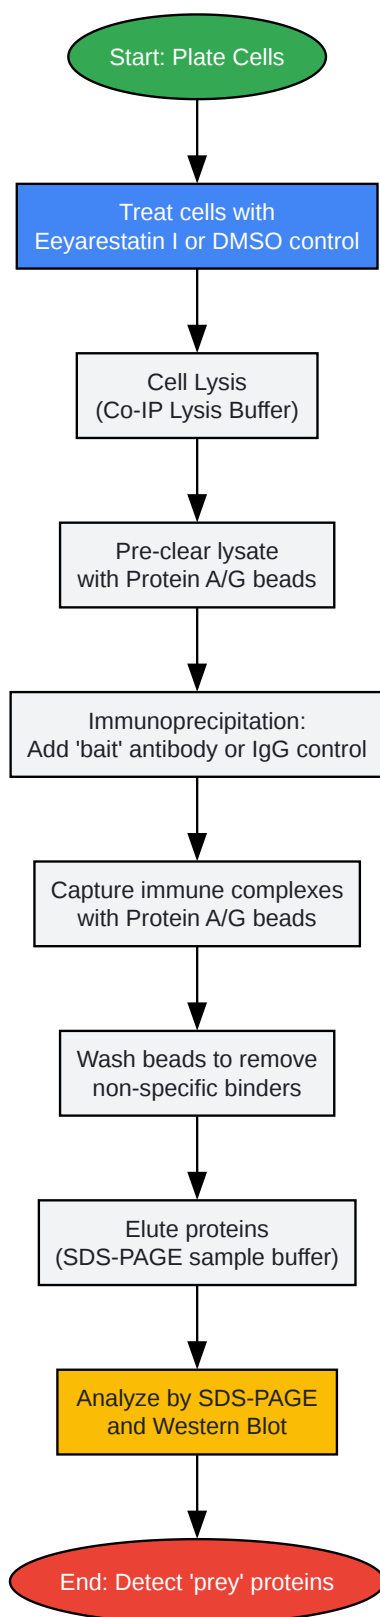 Start: Plate Cells
Treat cells with
Eeyarestatin I or DMSO control
Cell Lysis
(Co-IP Lysis Buffer)
Pre-clear lysate
with Protein A/G beads
Immunoprecipitation:
Add 'bait' antibody or IgG control
Capture immune complexes
with Protein A/G beads
Wash beads to remove
non-specific binders
Elute proteins
(SDS-PAGE sample buffer)
Analyze by SDS-PAGE
and Western Blot
End: Detect 'prey' proteins